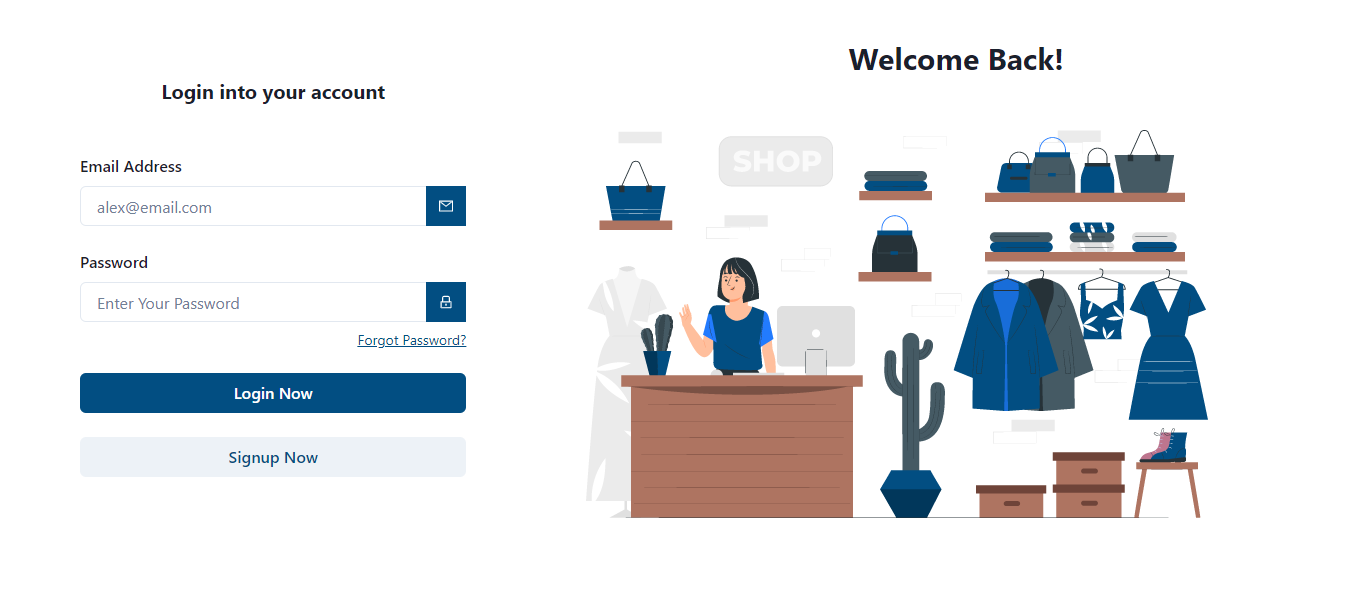 Login into your account
Email Address
alex@email.com
Password
Enter Your Password
Forgot Password?
Login Now
Signup Now
Welcome Back!
SHOP